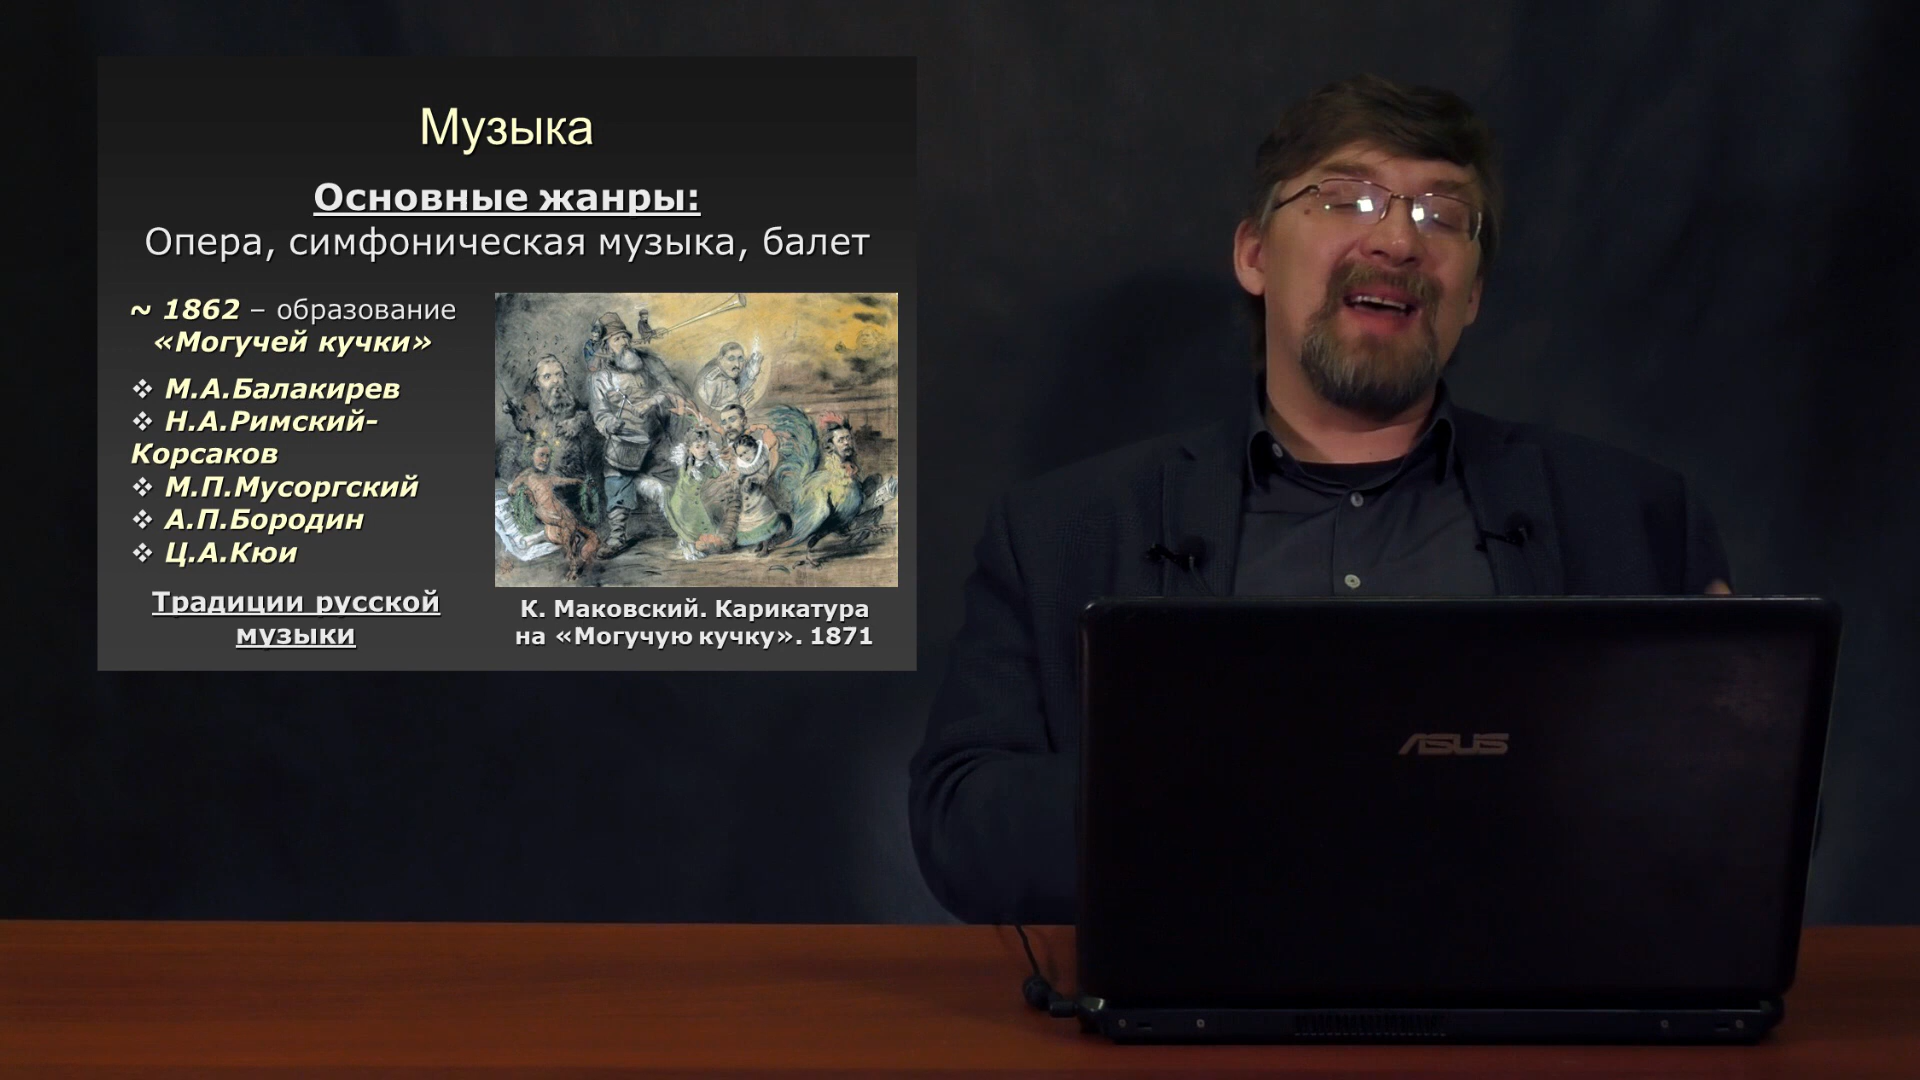 Музыка
Основные жанры:
Опера, симфоническая музыка, балет
~ 1862 – образование
«Могучей кучки»
❖ М.А.Балакирев
❖ Н.А.Римский-
Корсаков
❖ М.П.Мусоргский
❖ А.П.Бородин
❖ Ц.А.Кюи
Традиции русской
музыки
К. Маковский. Карикатура
на «Могучую кучку». 1871
ASUS